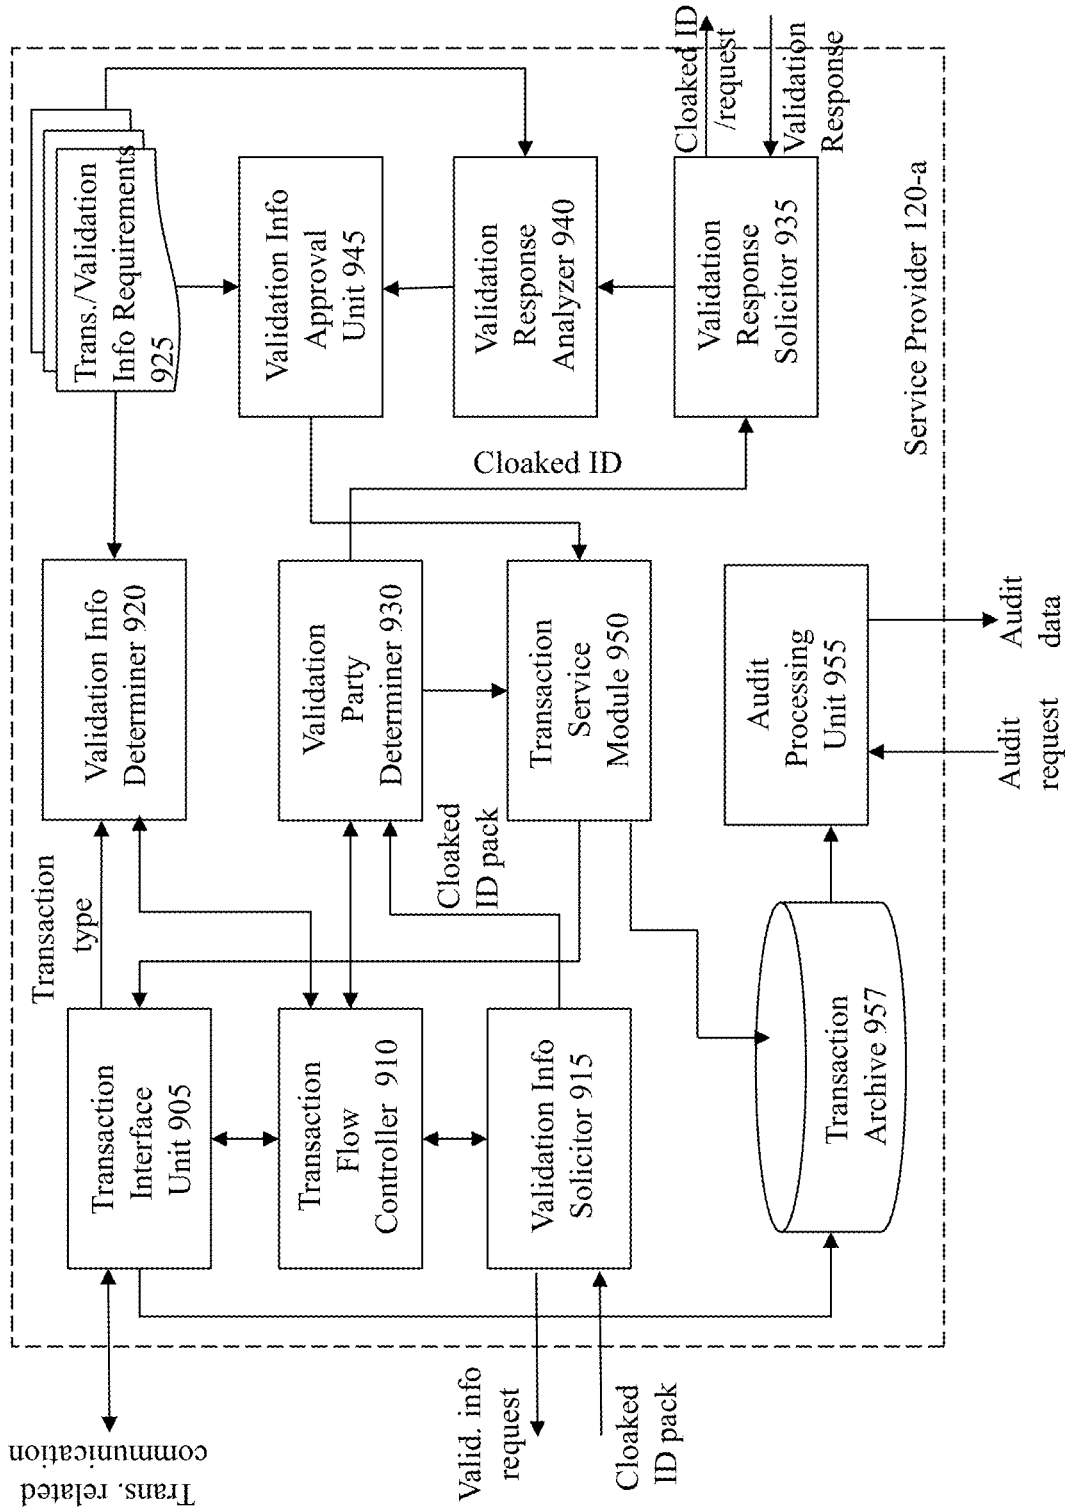 Trans. related
communication
Transaction
Interface
Unit 905
Transaction
type
Validation Info
Determiner 920
Trans./Validation
Info Requirements
925
Transaction
Flow
Controller 910
Validation
Party
Determiner 930
Validation Info
Approval
Unit 945
Valid. info
request
Cloaked
ID pack
Validation Info
Solicitor 915
Cloaked
ID pack
Transaction
Service
Module 950
Cloaked ID
Validation
Response
Analyzer 940
Transaction
Archive 957
Audit
Processing
Unit 955
Validation
Response
Solicitor 935
Cloaked ID
/request
Validation
Response
Service Provider 120-a
Audit
request
Audit
data